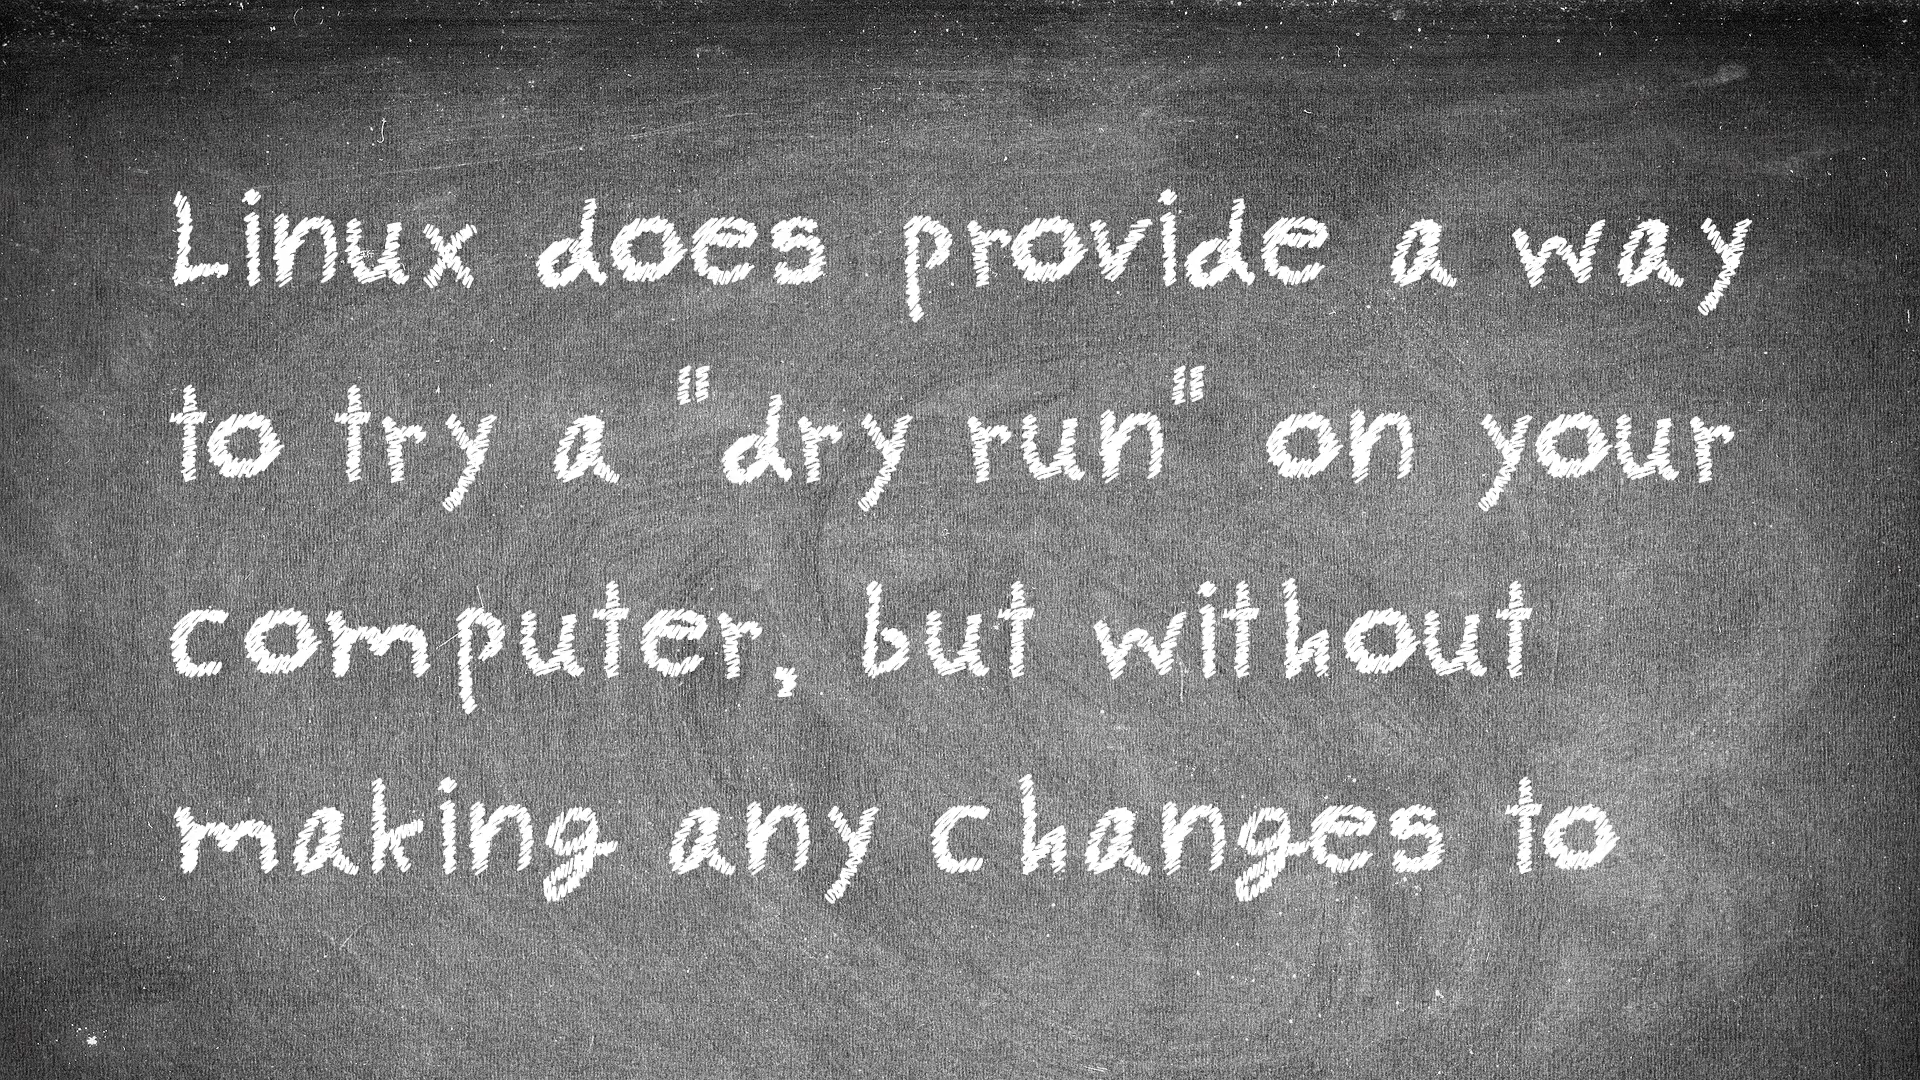 Linux does provide a way
to try a "dry run" on your
computer, but without
making any changes to